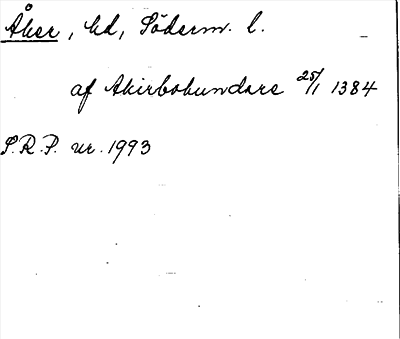 Åker, hd, Söderm. l.
af Akirbohundare 25/1 1384
S.R.P. nr. 1993